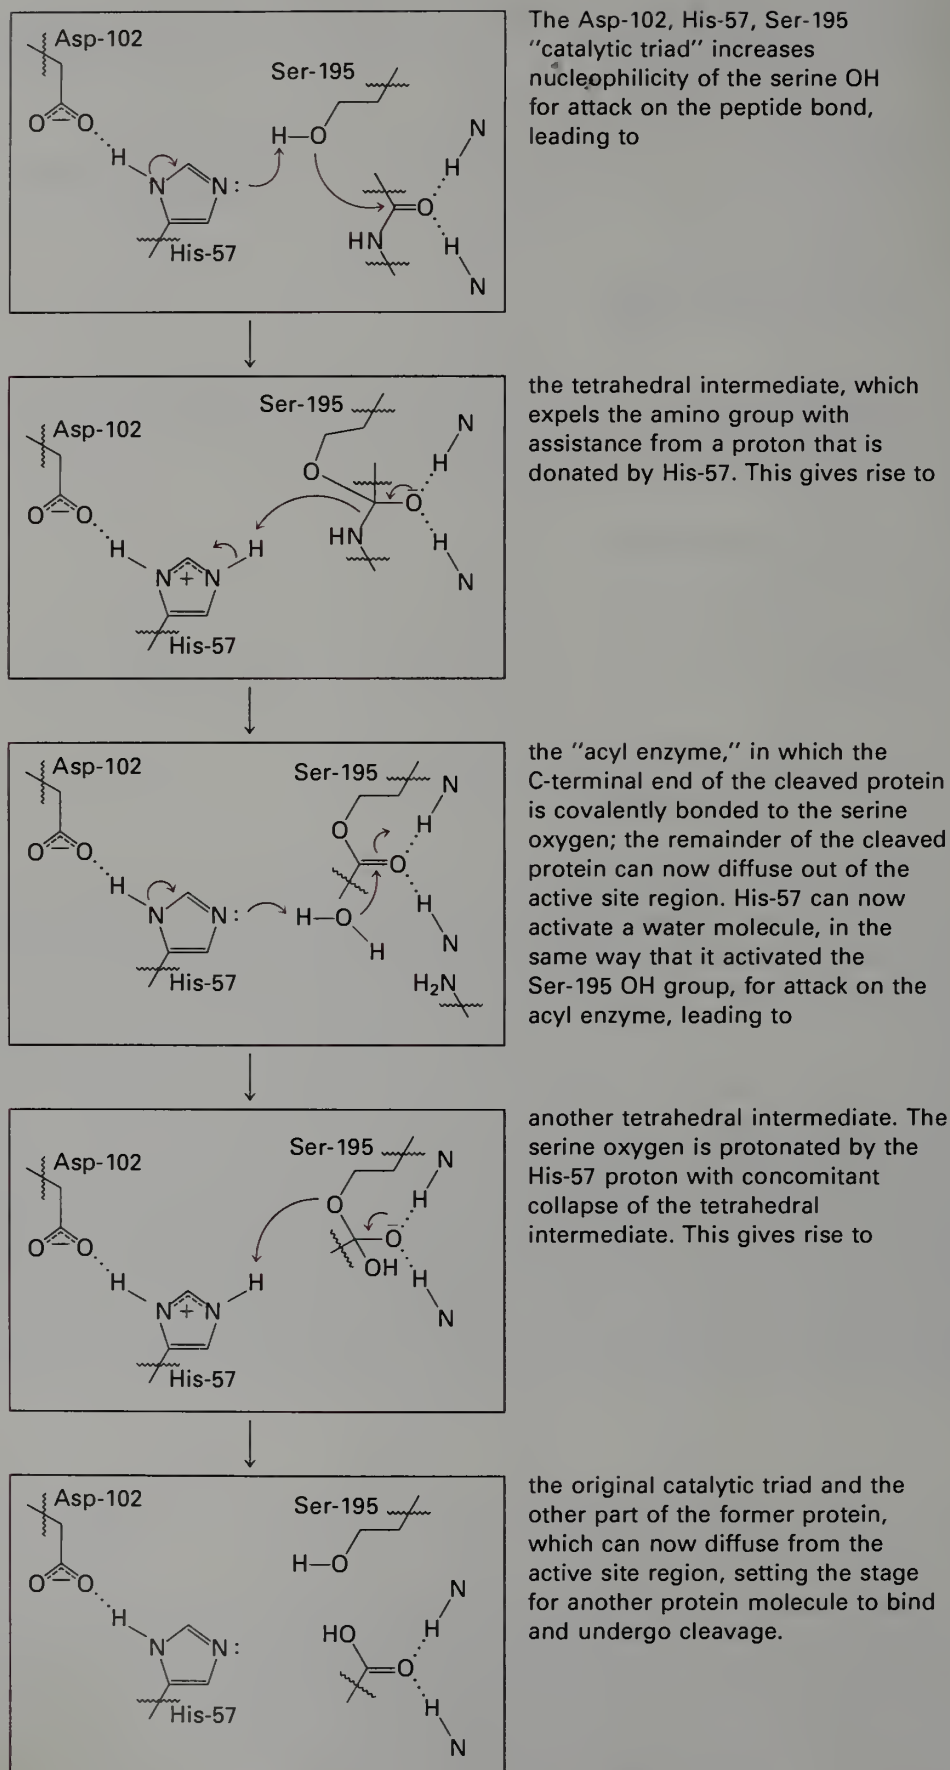 Asp-102
Ser-195
O
O
H
H—O
N
N:
O
HN
H
N
H
N
His-57
The Asp-102, His-57, Ser-195
"catalytic triad" increases
nucleophilicity of the serine OH
for attack on the peptide bond,
leading to
Asp-102
Ser-195
O
O
O
H
H
N
+
N
O
HN
H
N
H
N
His-57
the tetrahedral intermediate, which
expels the amino group with
assistance from a proton that is
donated by His-57. This gives rise to
Asp-102
Ser-195
O
O
O
H
N
N:
H—O
H
O
H
N
H
N
H₂N
His-57
the "acyl enzyme," in which the
C-terminal end of the cleaved protein
is covalently bonded to the serine
oxygen; the remainder of the cleaved
protein can now diffuse out of the
active site region. His-57 can now
activate a water molecule, in the
same way that it activated the
Ser-195 OH group, for attack on the
acyl enzyme, leading to
Asp-102
Ser-195
O
O
O
H
H
N
+
N
O
OH
H
N
H
N
His-57
another tetrahedral intermediate. The
serine oxygen is protonated by the
His-57 proton with concomitant
collapse of the tetrahedral
intermediate. This gives rise to
Asp-102
Ser-195
O
O
H—O
H
N
N:
HO
O
H
N
H
N
His-57
the original catalytic triad and the
other part of the former protein,
which can now diffuse from the
active site region, setting the stage
for another protein molecule to bind
and undergo cleavage.